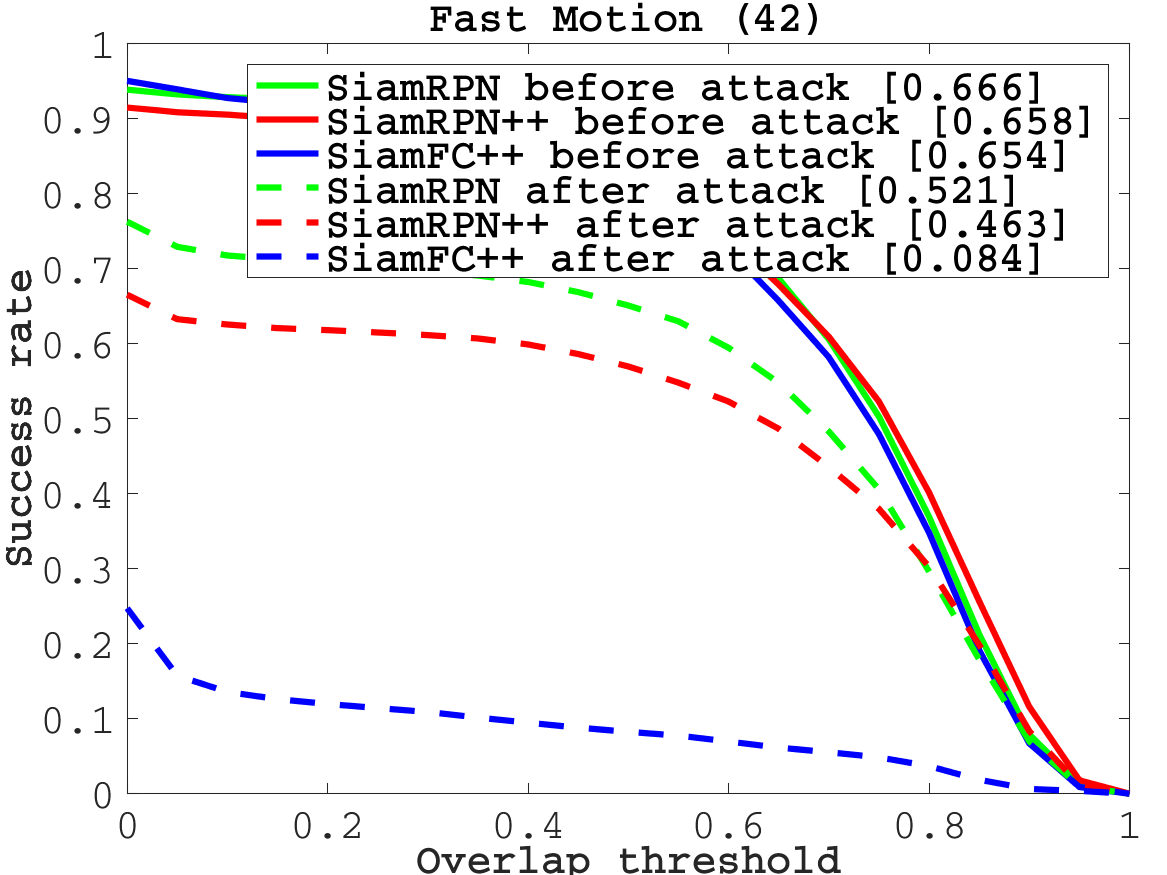 Fast Motion (42)
1
0.9
0.8
0.7
0.6
0.5
0.4
0.3
0.2
0.1
0
Success rate
SiamRPN before attack [0.666]
SiamRPN++ before attack [0.658]
SiamFC++ before attack [0.654]
SiamRPN after attack [0.521]
SiamRPN++ after attack [0.463]
SiamFC++ after attack [0.084]
0 0.2 0.4 0.6 0.8 1
Overlap threshold